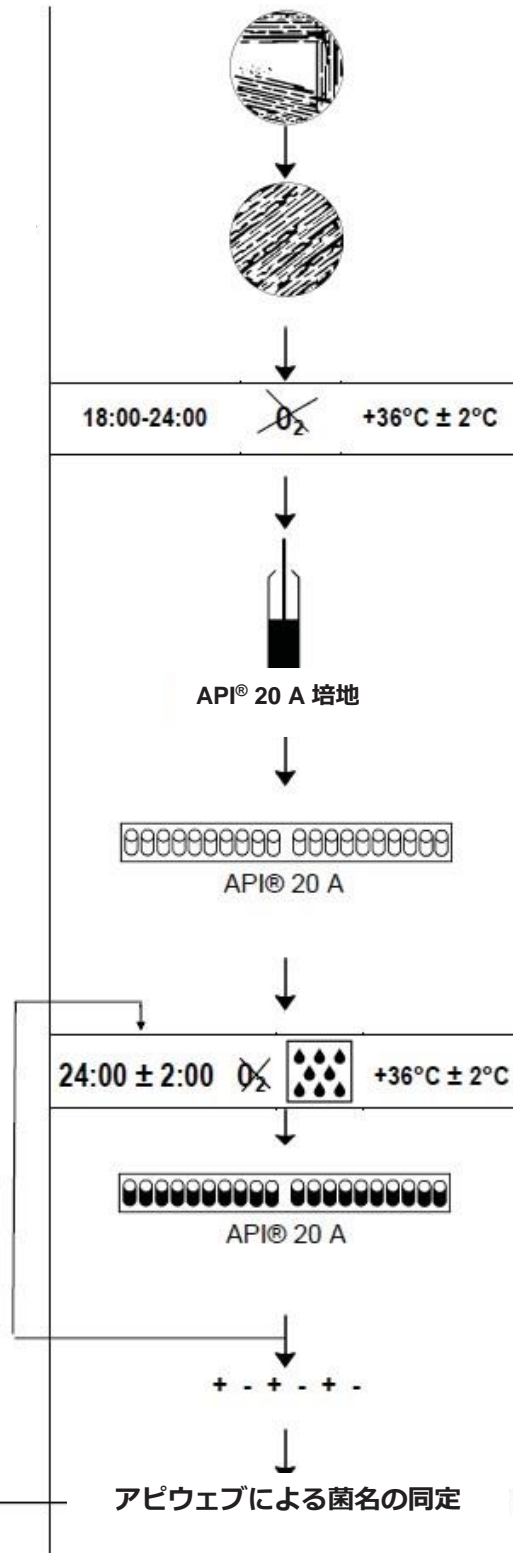 18:00-24:00 O₂ +36°C ± 2°C
API® 20 A 培地
API® 20 A
24:00 ± 2:00 O₂ +36°C ± 2°C
API® 20 A
+ - + - + -
アピウェブによる菌名の同定